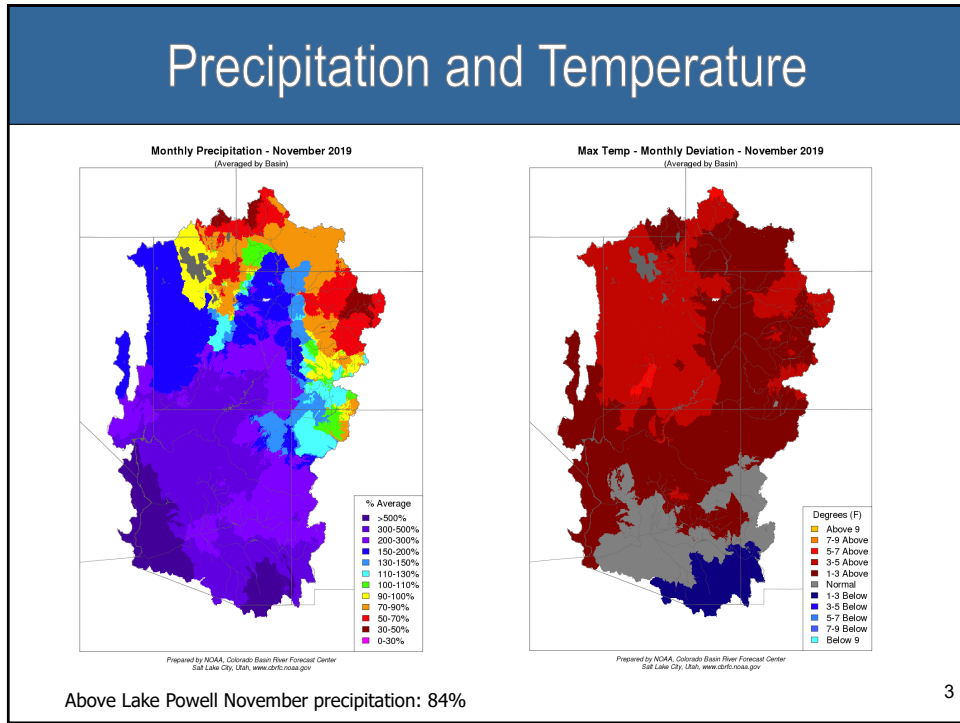 Precipitation and Temperature
Monthly Precipitation - November 2019
(Averaged by Basin)
% Average
>500%
300-500%
200-300%
150-200%
130-150%
110-130%
100-110%
90-100%
70-90%
50-70%
30-50%
0-30%
Prepared by NOAA, Colorado Basin River Forecast Center
Salt Lake City, Utah, www.cbrfc.noaa.gov
Max Temp - Monthly Deviation - November 2019
(Averaged by Basin)
Degrees (F)
Above 9
7-9 Above
5-7 Above
3-5 Above
1-3 Above
Normal
1-3 Below
3-5 Below
5-7 Below
7-9 Below
Below 9
Prepared by NOAA, Colorado Basin River Forecast Center
Salt Lake City, Utah, www.cbrfc.noaa.gov
Above Lake Powell November precipitation: 84%
3